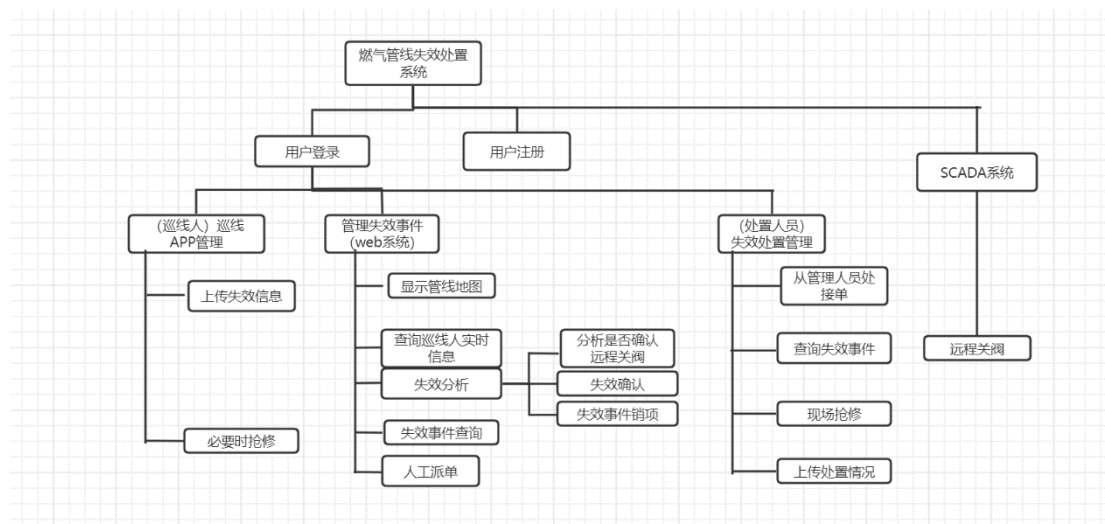 燃气管线失效处置
系统
用户登录
用户注册
SCADA系统
（巡线人）巡线
APP管理
管理失效事件
(web系统)
（处置人员）
失效处置管理
上传失效信息
必要时抢修
显示管线地图
查询巡线人实时
信息
失效分析
失效事件查询
人工派单
分析是否确认
远程关阀
失效确认
失效事件销项
从管理人员处
接单
查询失效事件
现场抢修
上传处置情况
远程关阀